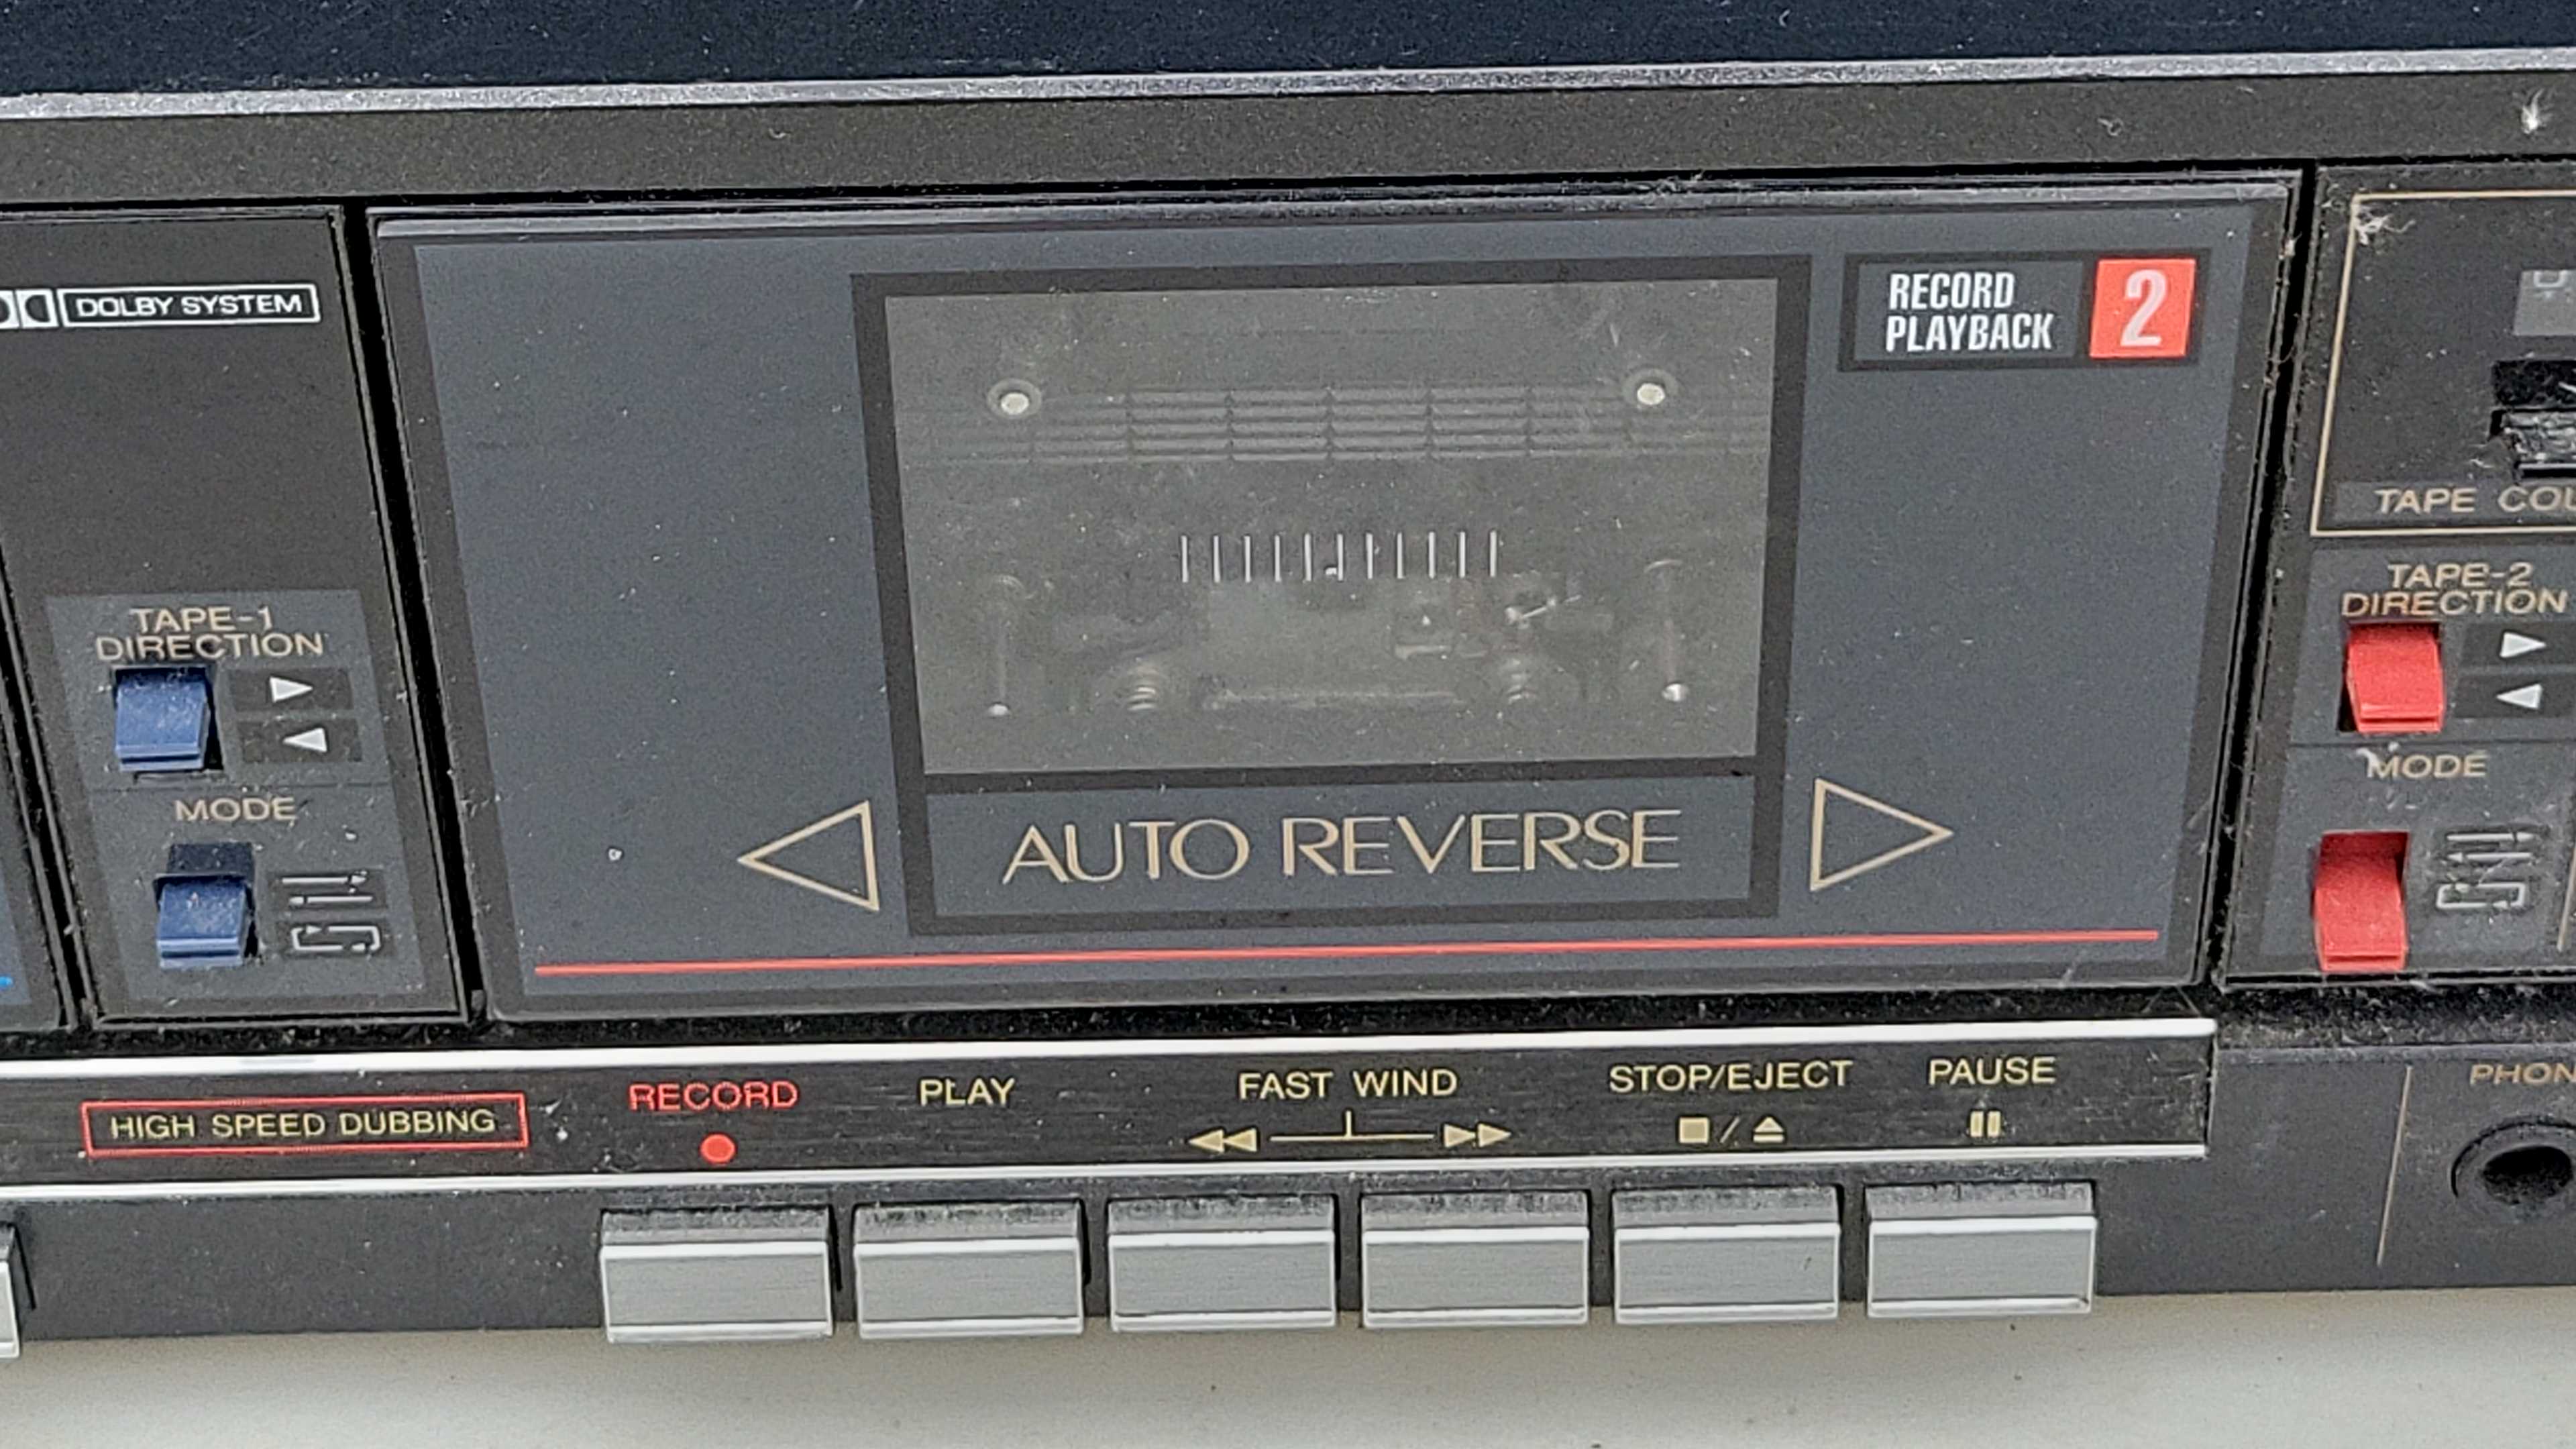 DOLBY SYSTEM
TAPE-1
DIRECTION
MODE
RECORD
PLAYBACK
2
AUTO REVERSE
TAPE
TAPE-2
DIRECTION
MODE
HIGH SPEED DUBBING
RECORD
PLAY
FAST WIND
STOP/EJECT
PAUSE